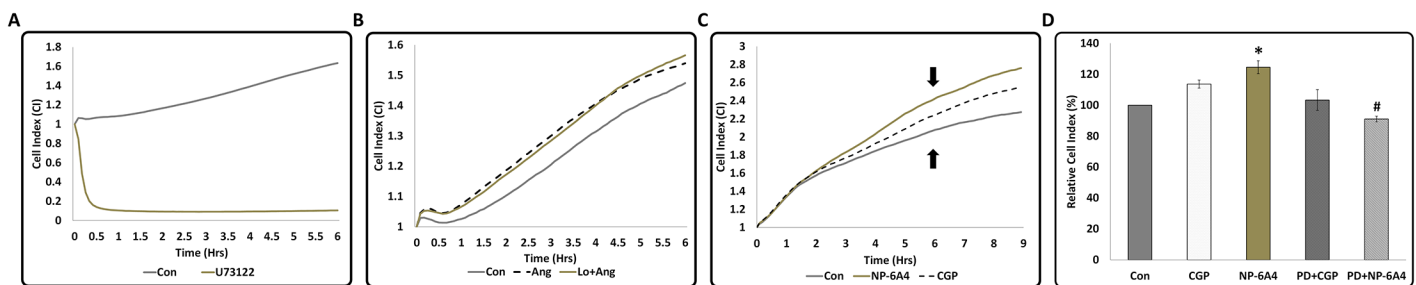 A
Cell Index (CI)
1.8
1.6
1.4
1.2
1
0.8
0.6
0.4
0.2
0
0 0.5 1 1.5 2 2.5 3 3.5 4 4.5 5 5.5 6
Time (Hrs)
Con U73122
B
Cell Index (CI)
1.6
1.5
1.4
1.3
1.2
1.1
1
0 0.5 1 1.5 2 2.5 3 3.5 4 4.5 5 5.5 6
Time (Hrs)
Con Ang Lo+Ang
C
Cell Index (CI)
3
2.8
2.6
2.4
2.2
2
1.8
1.6
1.4
1.2
1
0 1 2 3 4 5 6 7 8 9
Time (Hrs)
Con NP-6A4 CGP
D
Relative Cell Index (%)
140
120
100
80
60
40
20
0
*
#
Con CGP NP-6A4 PD+CGP PD+NP-6A4